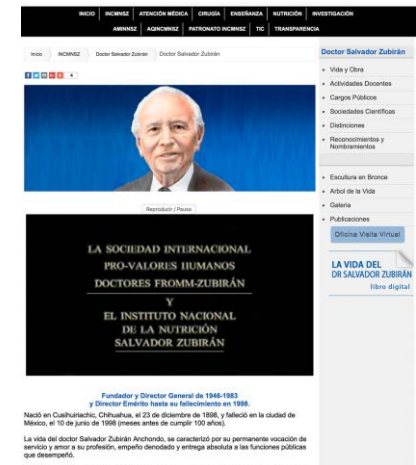 INICIO INCMNSZ ATENCIÓN MÉDICA CIRUGÍA ENSEÑANZA NUTRICIÓN INVESTIGACIÓN
AMINNSZ AQINCMNSZ PATRONATO INCMNSZ TIC TRANSPARENCIA
Inicio INCMNSZ Doctor Salvador Zubirán Doctor Salvador Zubirán
4
Reproducir / Pausa
LA SOCIEDAD INTERNACIONAL
PRO-VALORES HUMANOS
DOCTORES FROMM-ZUBIRÁN
Y
EL INSTITUTO NACIONAL
DE LA NUTRICIÓN
SALVADOR ZUBIRÁN
Fundador y Director General de 1946-1983
y Director Emérito hasta su fallecimiento en 1998.
Nació en Cusihuiriachic, Chihuahua, el 23 de diciembre de 1898, y falleció en la ciudad de
México, el 10 de junio de 1998 (meses antes de cumplir 100 años).
La vida del doctor Salvador Zubirán Anchondo, se caracterizó por su permanente vocación de
servicio y amor a su profesión, empeño denodado y entrega absoluta a las funciones públicas
que desempeñó.
Doctor Salvador Zubirán
Vida y Obra
Actividades Docentes
Cargos Públicos
Sociedades Científicas
Distinciones
Reconocimientos y
Nombramientos
Escultura en Bronce
Arbol de la Vida
Galería
Publicaciones
Oficina Visita Virtual
LA VIDA DEL
DR SALVADOR ZUBIRÁN
libro digital